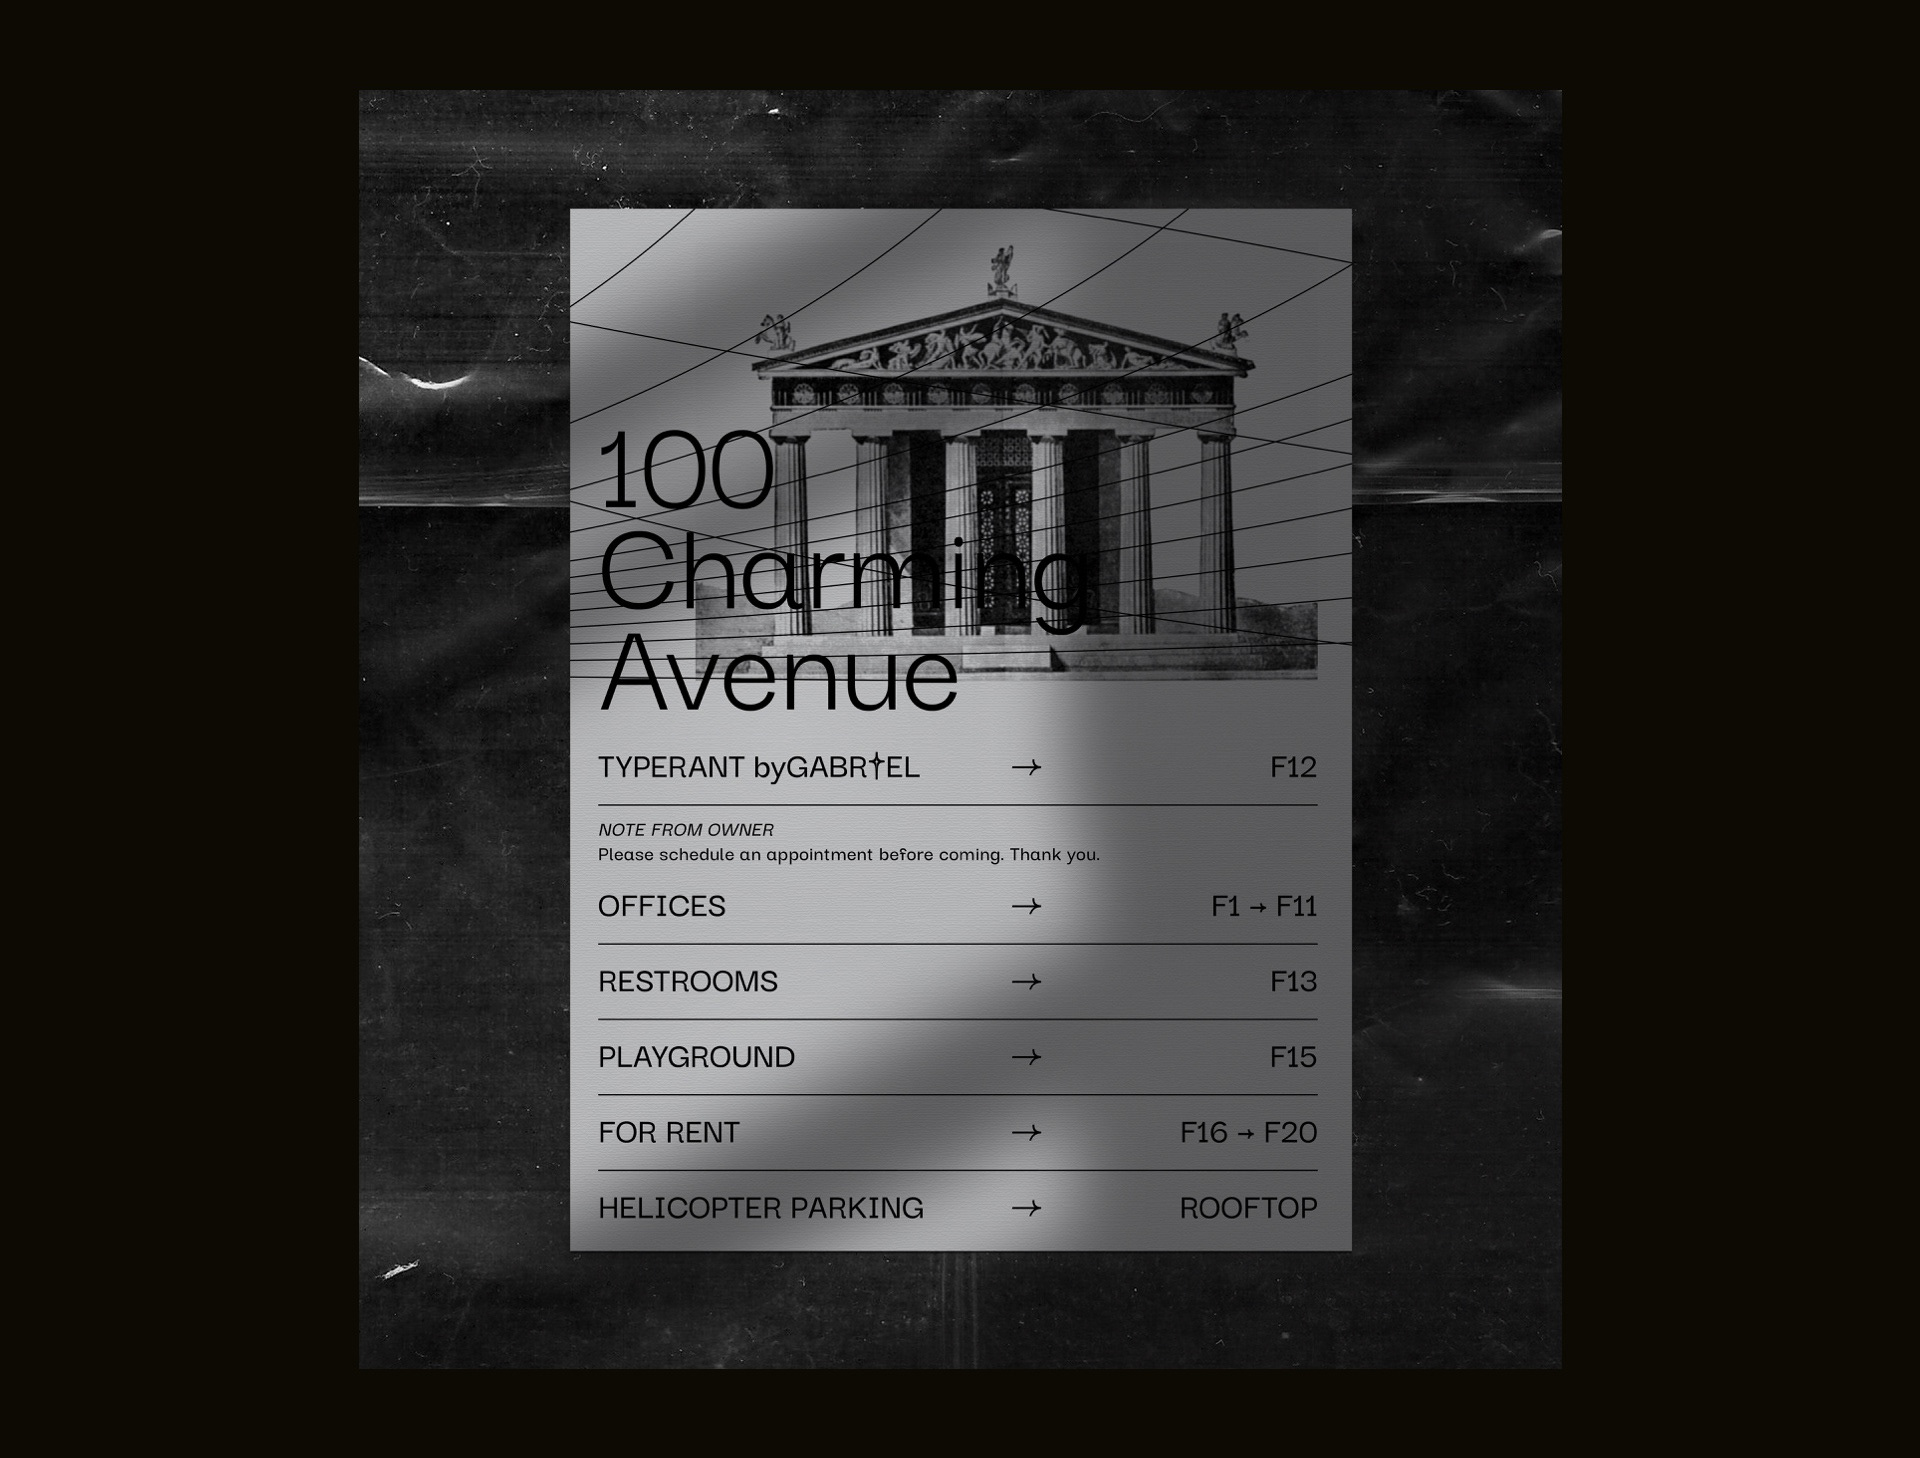 100
Charming
Avenue
TYPERANT byGABR†EL → F12
NOTE FROM OWNER
Please schedule an appointment before coming. Thank you.
OFFICES → F1 → F11
RESTROOMS → F13
PLAYGROUND → F15
FOR RENT → F16 → F20
HELICOPTER PARKING → ROOFTOP